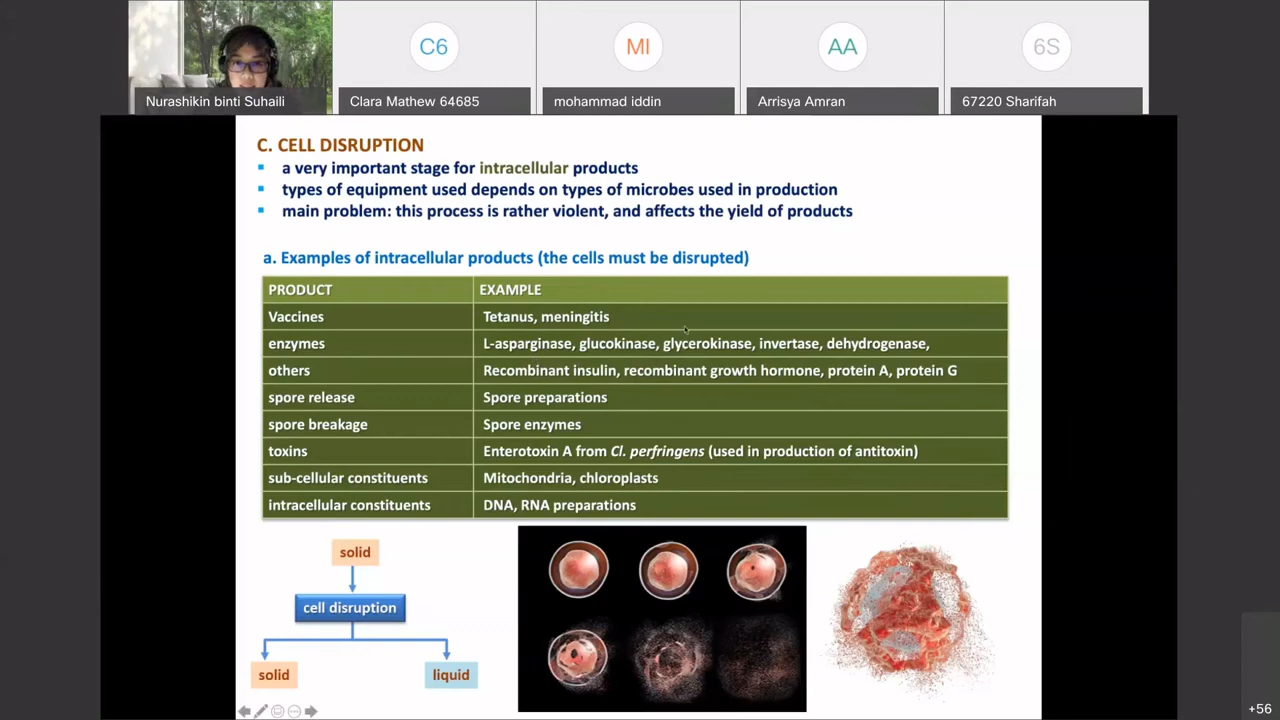 C6
MI
AA
6S
Nurashikin binti Suhaili
Clara Mathew 64685
mohammad iddin
Arrisya Amran
67220 Sharifah
C. CELL DISRUPTION
▪ a very important stage for intracellular products
▪ types of equipment used depends on types of microbes used in production
▪ main problem: this process is rather violent, and affects the yield of products
a. Examples of intracellular products (the cells must be disrupted)
PRODUCT EXAMPLE
Vaccines Tetanus, meningitis
enzymes L-asparginase, glucokinase, glycerokinase, invertase, dehydrogenase,
others Recombinant insulin, recombinant growth hormone, protein A, protein G
spore release Spore preparations
spore breakage Spore enzymes
toxins Enterotoxin A from Cl. perfringens (used in production of antitoxin)
sub-cellular constituents Mitochondria, chloroplasts
intracellular constituents DNA, RNA preparations
solid
cell disruption
solid liquid
+56